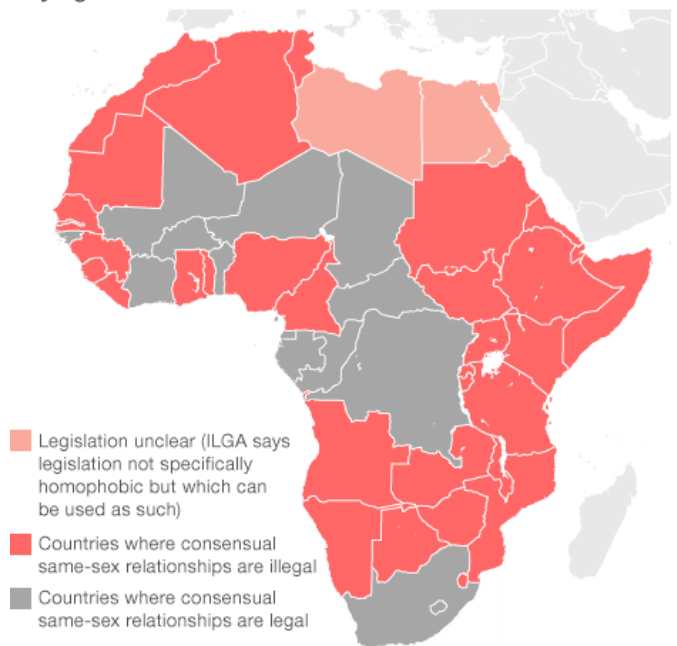 Legislation unclear (ILGA says
legislation not specifically
homophobic but which can
be used as such)
Countries where consensual
same-sex relationships are illegal
Countries where consensual
same-sex relationships are legal